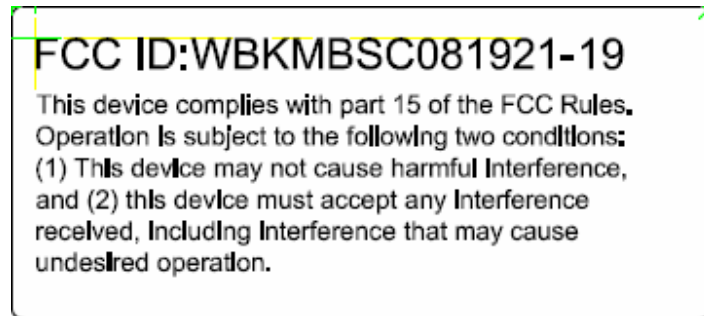 FCC ID:WBKMBSC081921-19
This device complies with part 15 of the FCC Rules.
Operation is subject to the following two conditions:
(1) This device may not cause harmful interference,
and (2) this device must accept any interference
received, including interference that may cause
undesired operation.